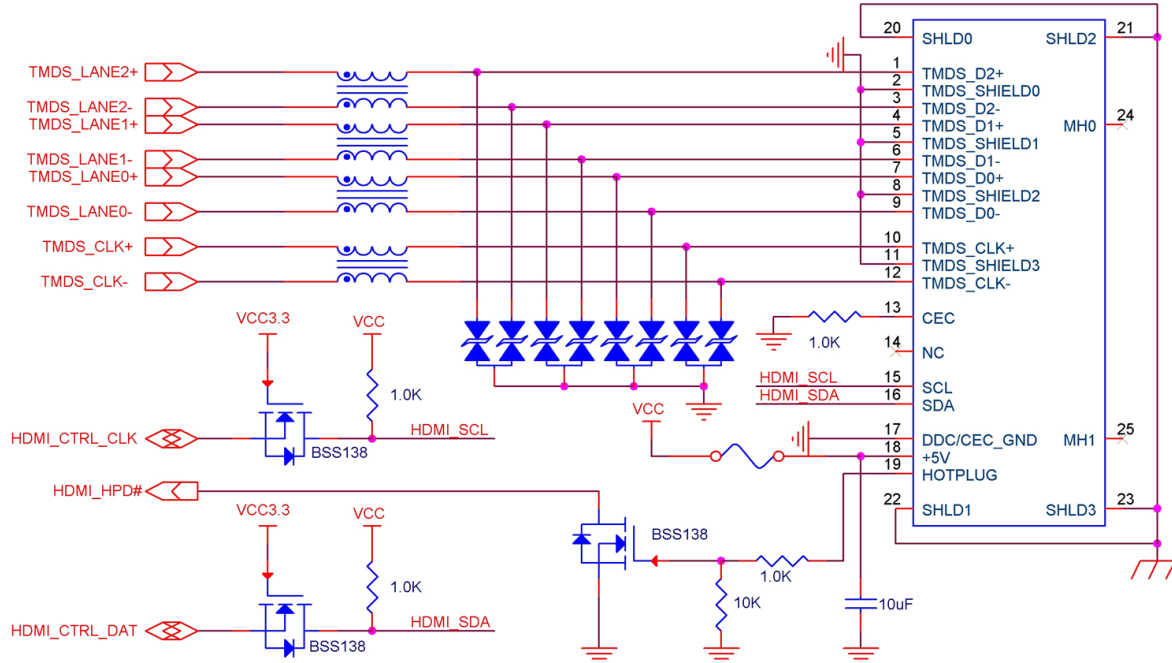 20 SHLD0 SHLD2 21
TMDS_LANE2+ 1 TMDS_D2+
2 TMDS_SHIELD0
TMDS_LANE2- 3 TMDS_D2-
TMDS_LANE1+ 4 TMDS_D1+ MH0 24
5 TMDS_SHIELD1
TMDS_LANE1- 6 TMDS_D1-
TMDS_LANE0+ 7 TMDS_D0+
8 TMDS_SHIELD2
TMDS_LANE0- 9 TMDS_D0-
TMDS_CLK+ 10 TMDS_CLK+
11 TMDS_SHIELD3
TMDS_CLK- 12 TMDS_CLK-
VCC3.3 VCC 13 CEC
1.0K
14 NC
1.0K HDMI_SCL 15 SCL
HDMI_SDA 16 SDA
VCC
HDMI_CTRL_CLK HDMI_SCL 17 DDC/CEC_GND MH1 25
BSS138 18 +5V
19 HOTPLUG
HDMI_HPD#
VCC3.3 VCC 22 SHLD1 SHLD3 23
BSS138
1.0K
1.0K 10K 10uF
HDMI_CTRL_DAT HDMI_SDA
BSS138